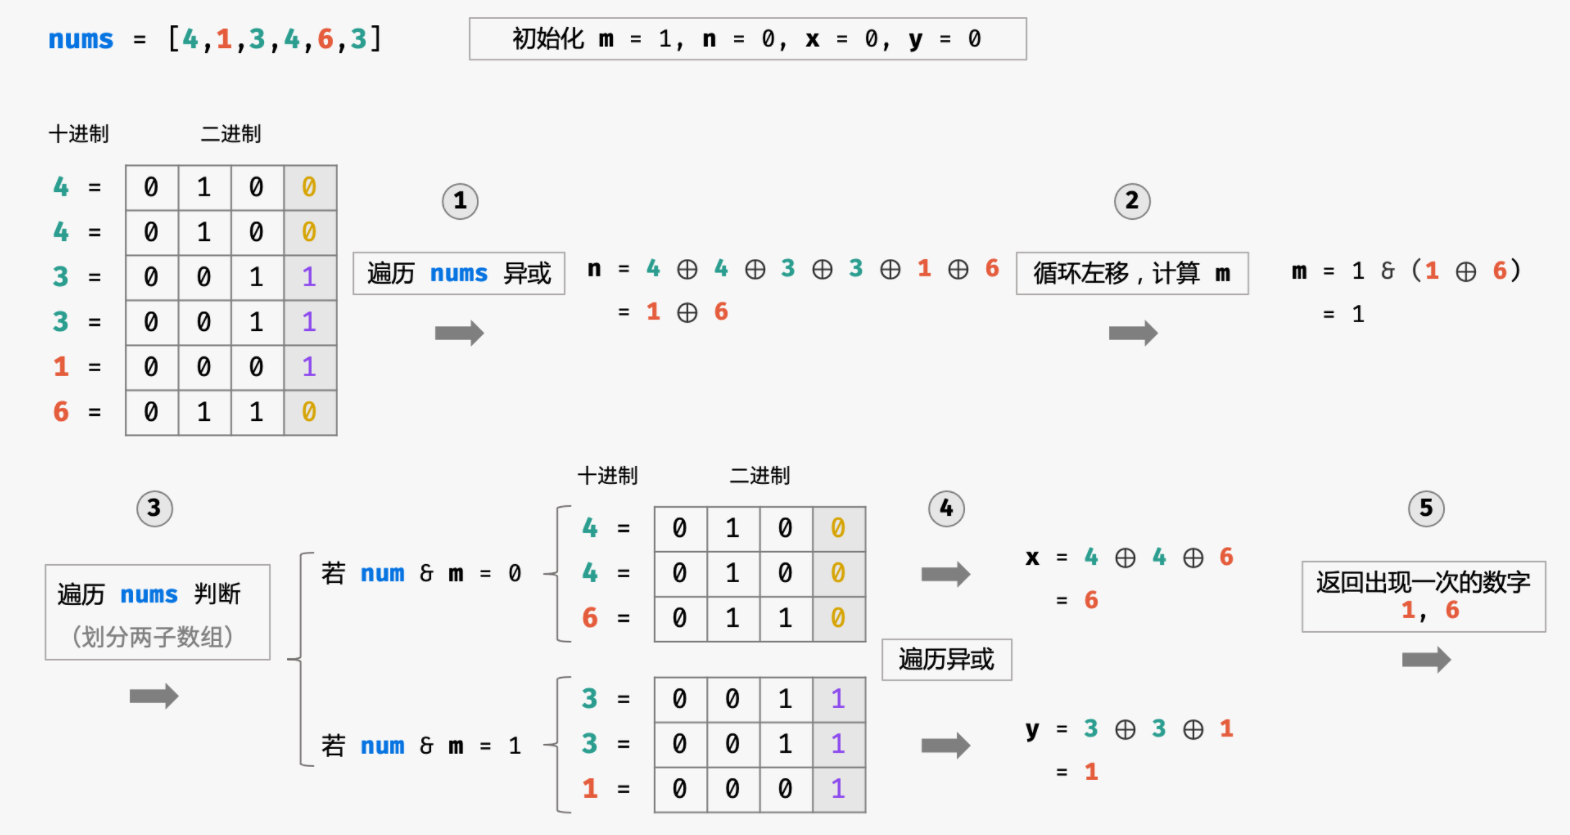 nums = [4,1,3,4,6,3]
初始化 m = 1, n = 0, x = 0, y = 0
十进制 二进制
4 = 0 1 0 0
4 = 0 1 0 0
3 = 0 0 1 1
3 = 0 0 1 1
1 = 0 0 0 1
6 = 0 1 1 0
1
遍历 nums 异或
n = 4 ⊕ 4 ⊕ 3 ⊕ 3 ⊕ 1 ⊕ 6
= 1 ⊕ 6
2
循环左移，计算 m
m = 1 & (1 ⊕ 6)
= 1
3
遍历 nums 判断
（划分两子数组）
若 num & m = 0
若 num & m = 1
十进制 二进制
4 = 0 1 0 0
4 = 0 1 0 0
6 = 0 1 1 0
3 = 0 0 1 1
3 = 0 0 1 1
1 = 0 0 0 1
4
遍历异或
x = 4 ⊕ 4 ⊕ 6
= 6
y = 3 ⊕ 3 ⊕ 1
= 1
5
返回出现一次的数字
1, 6